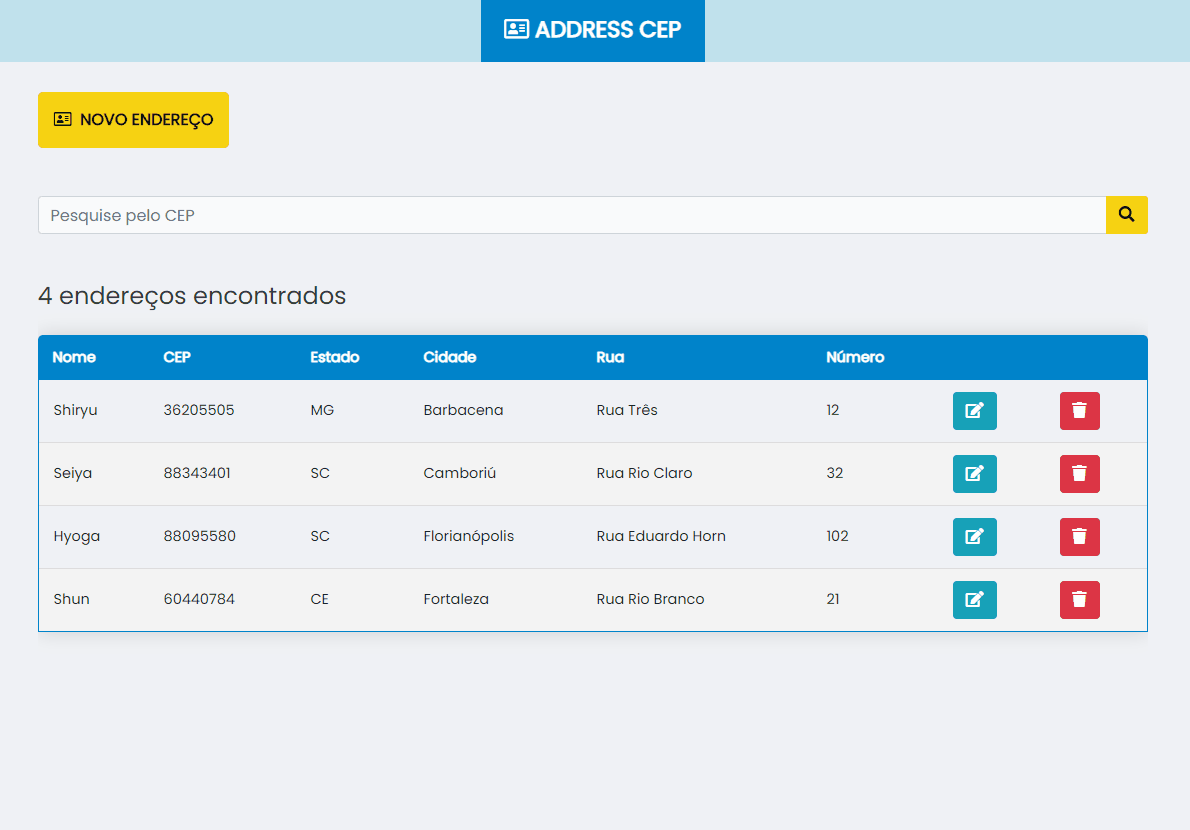 ADDRESS CEP
NOVO ENDEREÇO
Pesquise pelo CEP
4 endereços encontrados
Nome CEP Estado Cidade Rua Número
Shiryu 36205505 MG Barbacena Rua Três 12
Seiya 88343401 SC Camboriú Rua Rio Claro 32
Hyoga 88095580 SC Florianópolis Rua Eduardo Horn 102
Shun 60440784 CE Fortaleza Rua Rio Branco 21